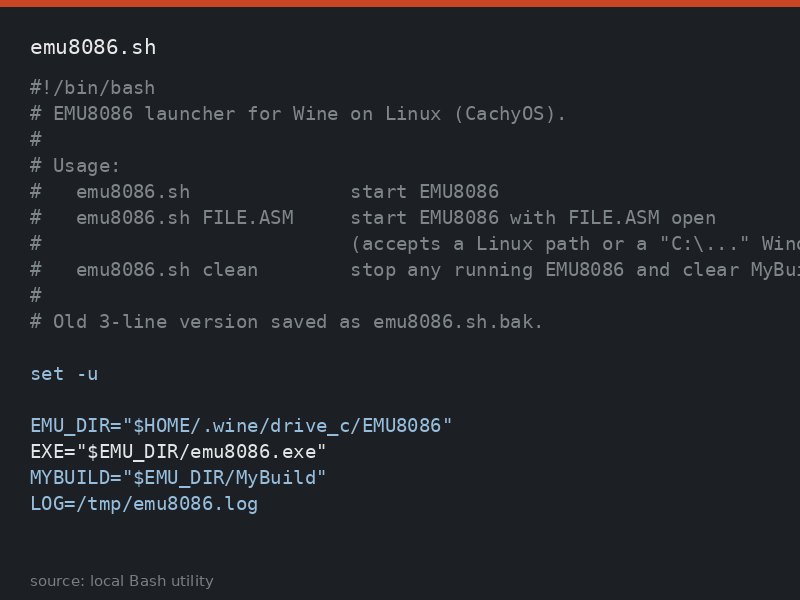 emu8086.sh
#!/bin/bash
# EMU8086 launcher for Wine on Linux (CachyOS).
#
# Usage:
#   emu8086.sh              start EMU8086
#   emu8086.sh FILE.ASM     start EMU8086 with FILE.ASM open
#                           (accepts a Linux path or a "C:\..."
#   emu8086.sh clean        stop any running EMU8086 and clear
#
# Old 3-line version saved as emu8086.sh.bak.
set -u
EMU_DIR="$HOME/.wine/drive_c/EMU8086"
EXE="$EMU_DIR/emu8086.exe"
MYBUILD="$EMU_DIR/MyBuild"
LOG=/tmp/emu8086.log
source: local Bash utility